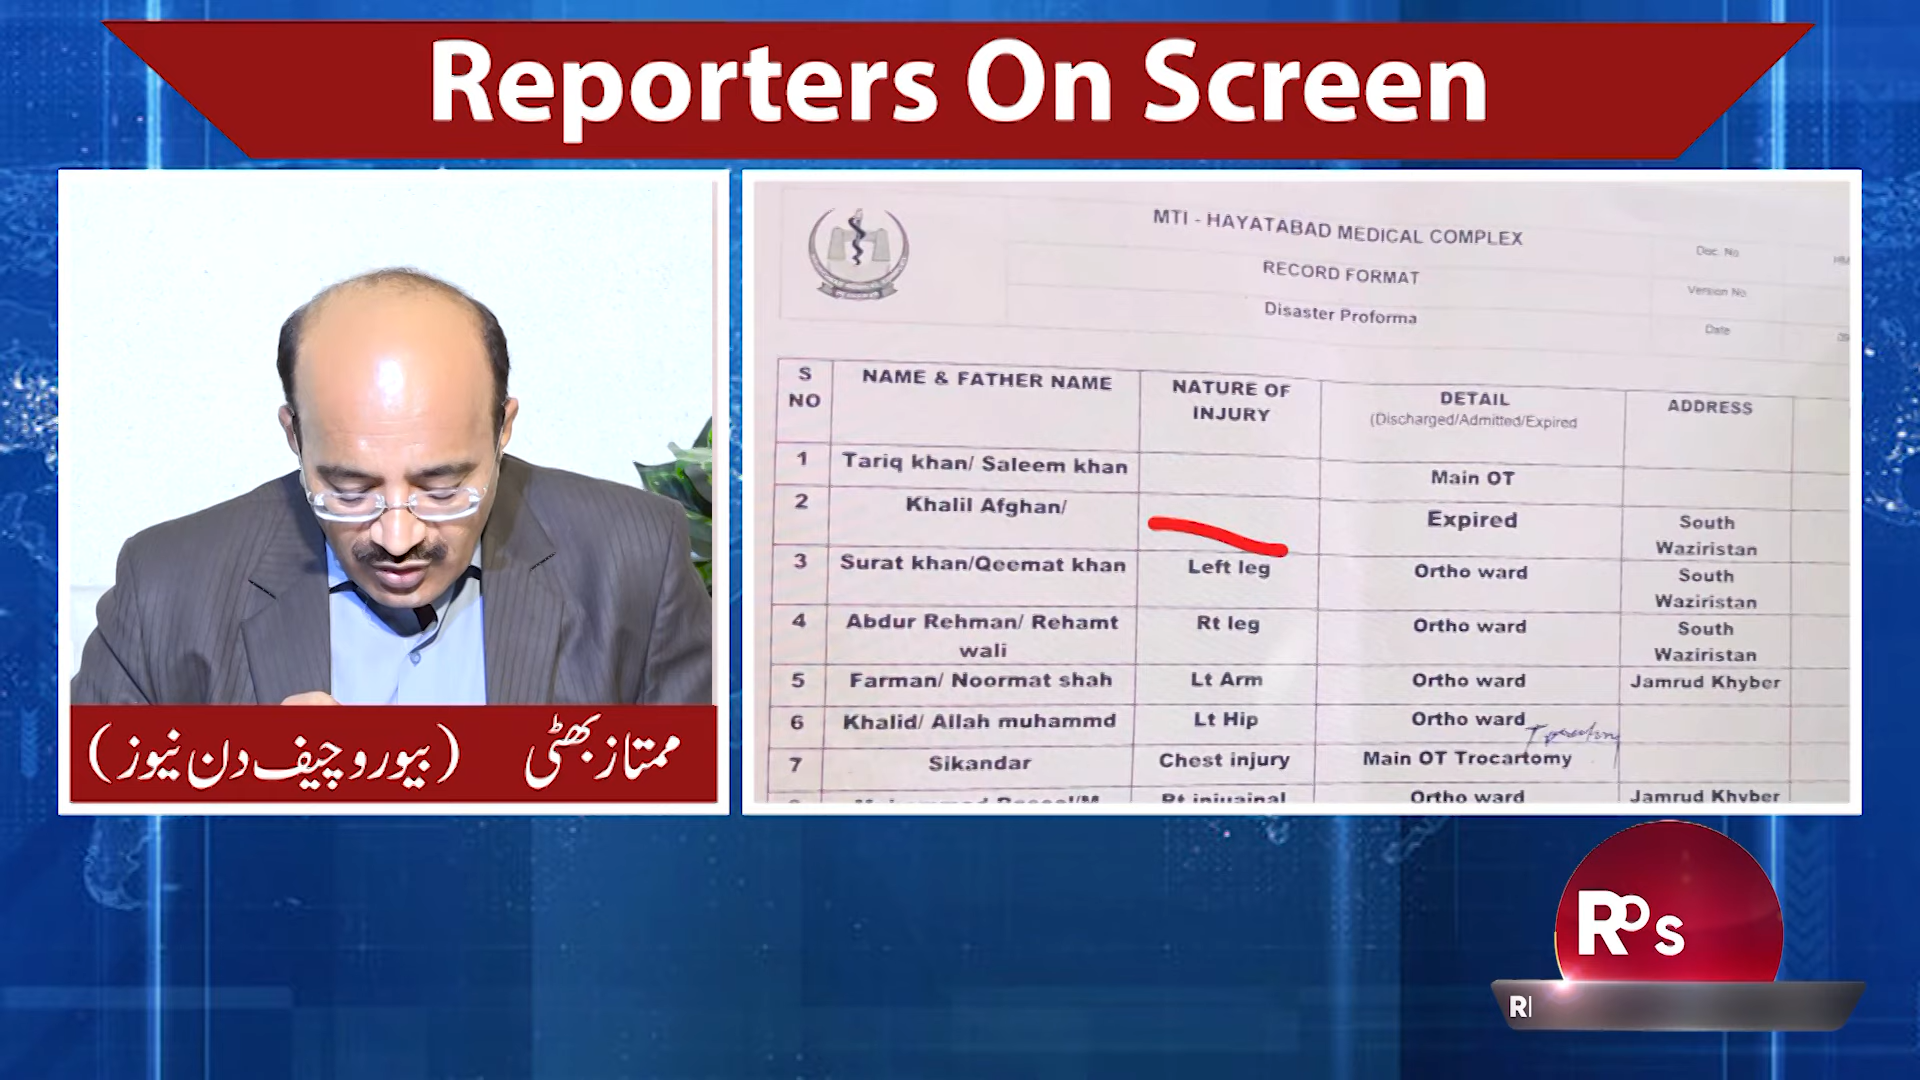 Reporters On Screen
ممتاز بھٹی (بیورو چیف دن نیوز)
MTI - HAYATABAD MEDICAL COMPLEX
RECORD FORMAT
Disaster Proforma
Doc. No
Version No
Date
S NO NAME & FATHER NAME NATURE OF INJURY DETAIL (Discharged/Admitted/Expired ADDRESS
1 Tariq khan/ Saleem khan Main OT
2 Khalil Afghan/ Expired South Waziristan
3 Surat khan/Qeemat khan Left leg Ortho ward South Waziristan
4 Abdur Rehman/ Rehamt wali Rt leg Ortho ward South Waziristan
5 Farman/ Noormat shah Lt Arm Ortho ward Jamrud Khyber
6 Khalid/ Allah muhammd Lt Hip Ortho ward
7 Sikandar Chest injury Main OT Trocartomy
Ortho ward Jamrud Khyber
ROS
RI